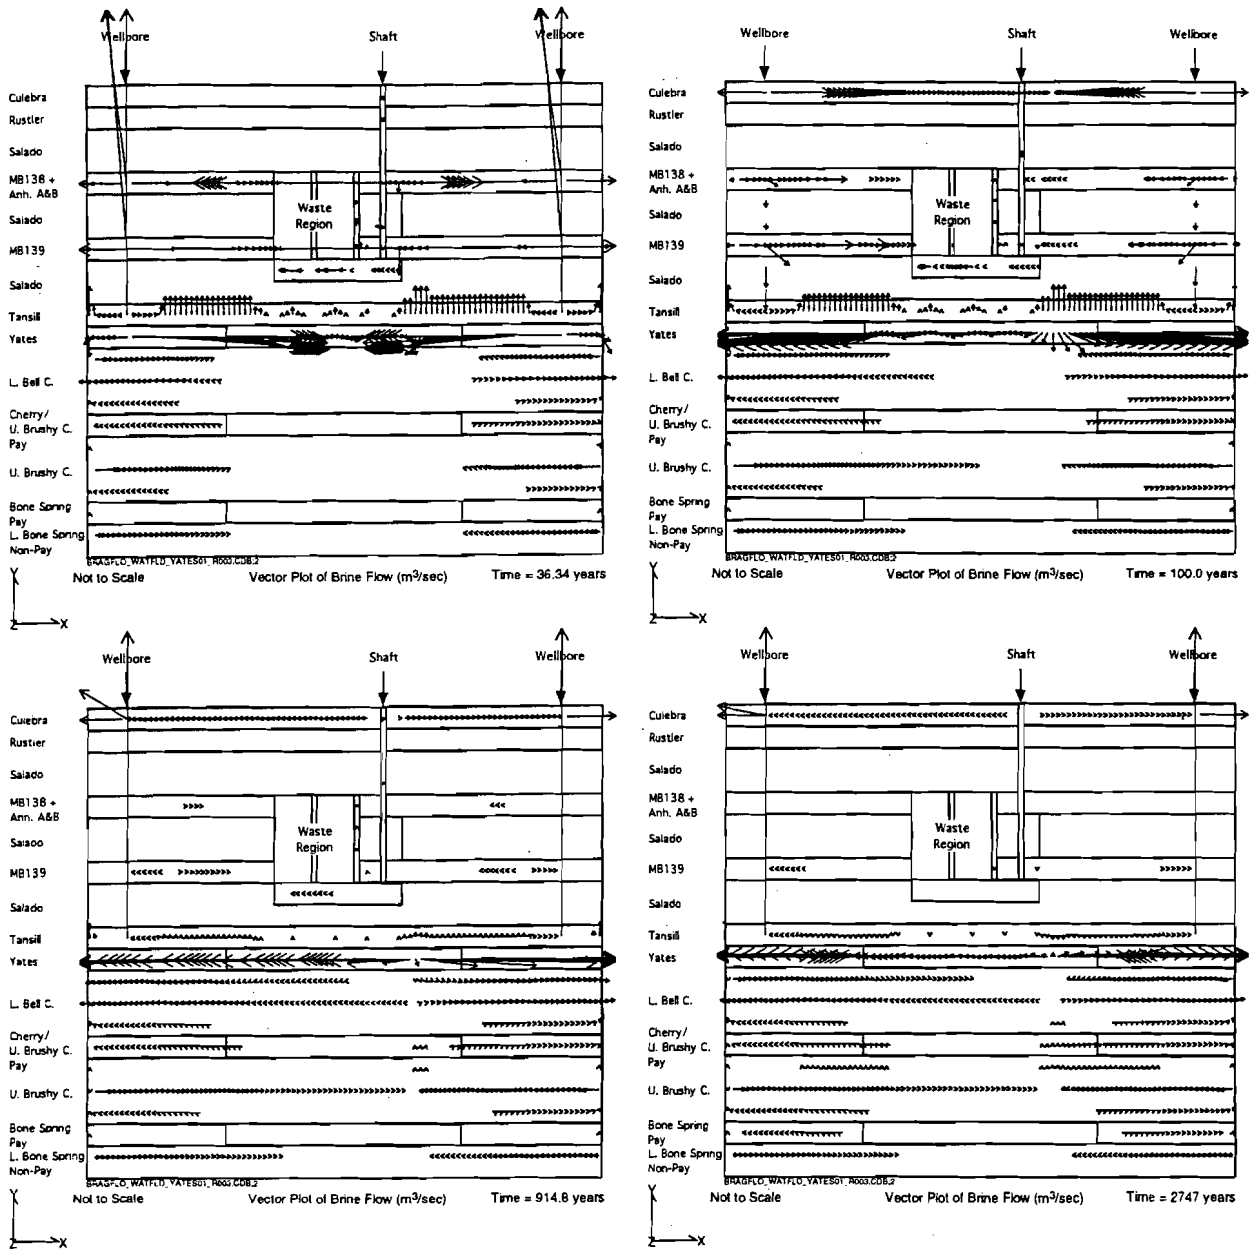 Wellbore Shaft Wellbore
Culebra
Rustler
Salado
MB138 +
Anh. A&B
Waste
Region
Salado
MB139
Salado
Tansill
Yates
L. Bell C.
Cherry/
U. Brushy C.
Pay
U. Brushy C.
Bone Spring
Pay
L. Bone Spring
Non-Pay
BRAGFLO_WATFLD_YATES01_R003.CDB;2
Not to Scale Vector Plot of Brine Flow (m³/sec) Time = 36.34 years
Y
Z X
Wellbore Shaft Wellbore
Culebra
Rustler
Salado
MB138 +
Anh. A&B
Waste
Region
Salado
MB139
Salado
Tansill
Yates
L. Bell C.
Cherry/
U. Brushy C.
Pay
U. Brushy C.
Bone Spring
Pay
L. Bone Spring
Non-Pay
BRAGFLO_WATFLD_YATES01_R003.CDB;2
Not to Scale Vector Plot of Brine Flow (m³/sec) Time = 100.0 years
Y
Z X
Wellbore Shaft Wellbore
Culebra
Rustler
Salado
MB138 +
Anh. A&B
Waste
Region
Salado
MB139
Salado
Tansill
Yates
L. Bell C.
Cherry/
U. Brushy C.
Pay
U. Brushy C.
Bone Spring
Pay
L. Bone Spring
Non-Pay
BRAGFLO_WATFLD_YATES01_R003.CDB;2
Not to Scale Vector Plot of Brine Flow (m³/sec) Time = 914.8 years
Y
Z X
Wellbore Shaft Wellbore
Culebra
Rustler
Salado
MB138 +
Anh. A&B
Waste
Region
Salado
MB139
Salado
Tansill
Yates
L. Bell C.
Cherry/
U. Brushy C.
Pay
U. Brushy C.
Bone Spring
Pay
L. Bone Spring
Non-Pay
BRAGFLO_WATFLD_YATES01_R003.CDB;2
Not to Scale Vector Plot of Brine Flow (m³/sec) Time = 2747 years
Y
Z X